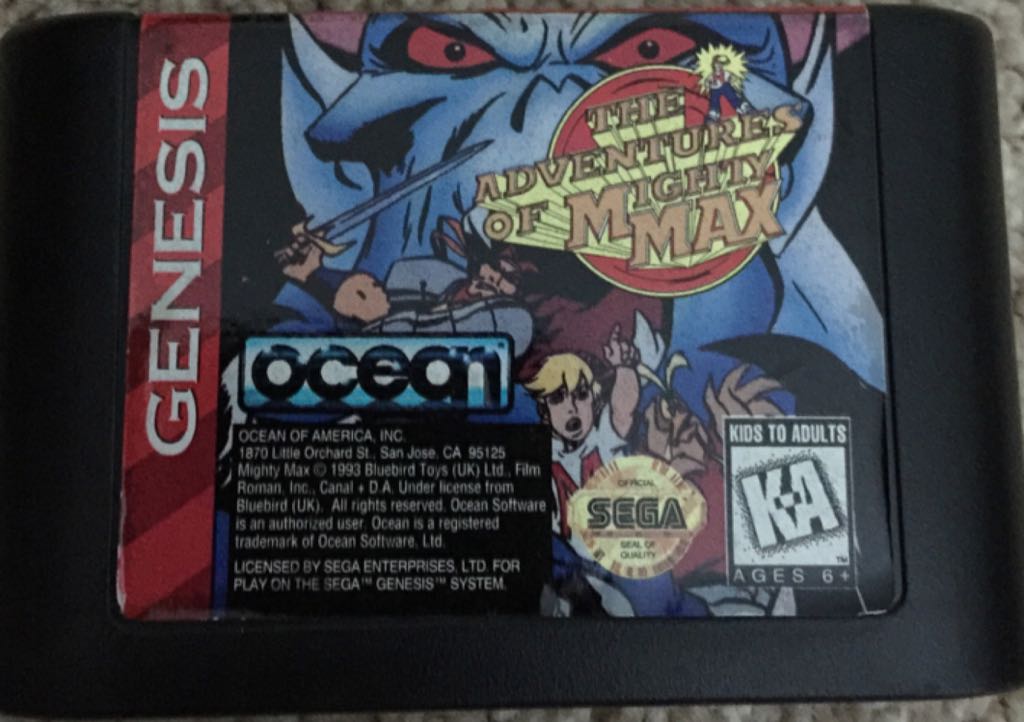 GENESIS
THE
ADVENTURES
OF MIGHTY
MAX
ocean
OCEAN OF AMERICA, INC.
1870 Little Orchard St., San Jose, CA 95125
Mighty Max © 1993 Bluebird Toys (UK) Ltd., Film
Roman, Inc., Canal + D.A. Under license from
Bluebird (UK). All rights reserved. Ocean Software
is an authorized user. Ocean is a registered
trademark of Ocean Software, Ltd.
LICENSED BY SEGA ENTERPRISES, LTD. FOR
PLAY ON THE SEGA™ GENESIS™ SYSTEM.
OFFICIAL
SEGA
SEAL OF
QUALITY
KIDS TO ADULTS
K-A
™
AGES 6+